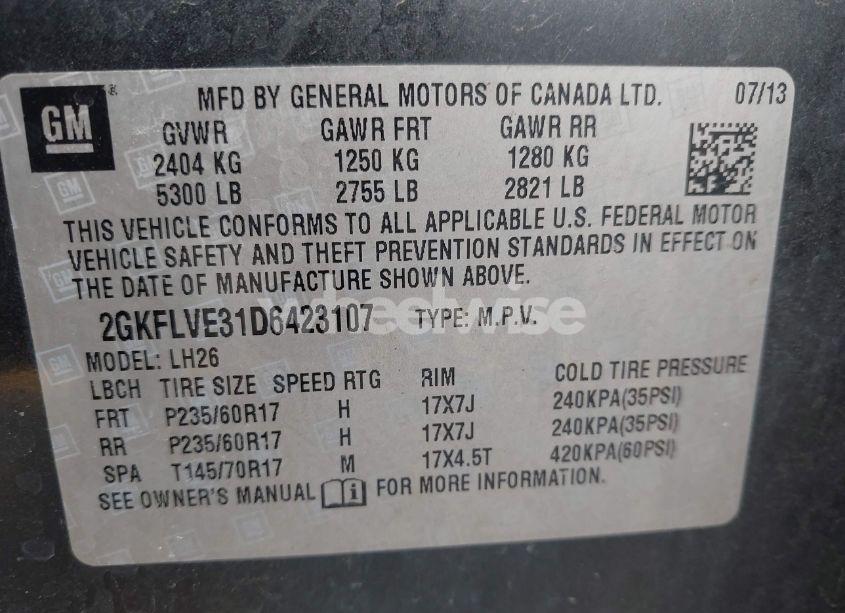 GM
MFD BY GENERAL MOTORS OF CANADA LTD. 07/13
GVWR GAWR FRT GAWR RR
2404 KG 1250 KG 1280 KG
5300 LB 2755 LB 2821 LB
THIS VEHICLE CONFORMS TO ALL APPLICABLE U.S. FEDERAL MOTOR
VEHICLE SAFETY AND THEFT PREVENTION STANDARDS IN EFFECT ON
THE DATE OF MANUFACTURE SHOWN ABOVE.
wheelwise
2GKFLVE31D6423107 TYPE: M.P.V.
MODEL: LH26
LBCH TIRE SIZE SPEED RTG RIM COLD TIRE PRESSURE
FRT P235/60R17 H 17X7J 240KPA(35PSI)
RR P235/60R17 H 17X7J 240KPA(35PSI)
SPA T145/70R17 M 17X4.5T 420KPA(60PSI)
SEE OWNER'S MANUAL i FOR MORE INFORMATION.